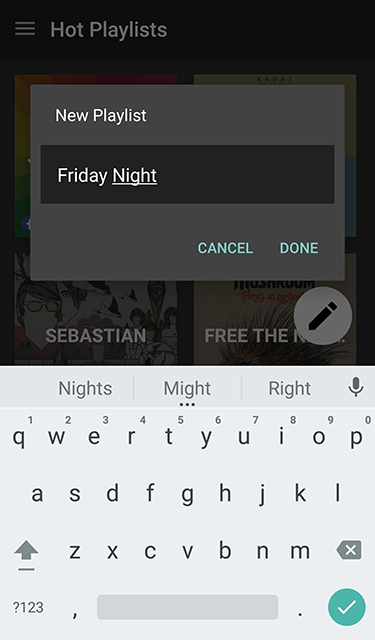 Hot Playlists
KAURI
New Playlist
Friday Night
CANCEL DONE
MUSHROOM
SEBASTIAN
FREE THE N
Nights Might Right
1 2 3 4 5 6 7 8 9 0
q w e r t y u i o p
a s d f g h j k l
z x c v b n m
?123 , .